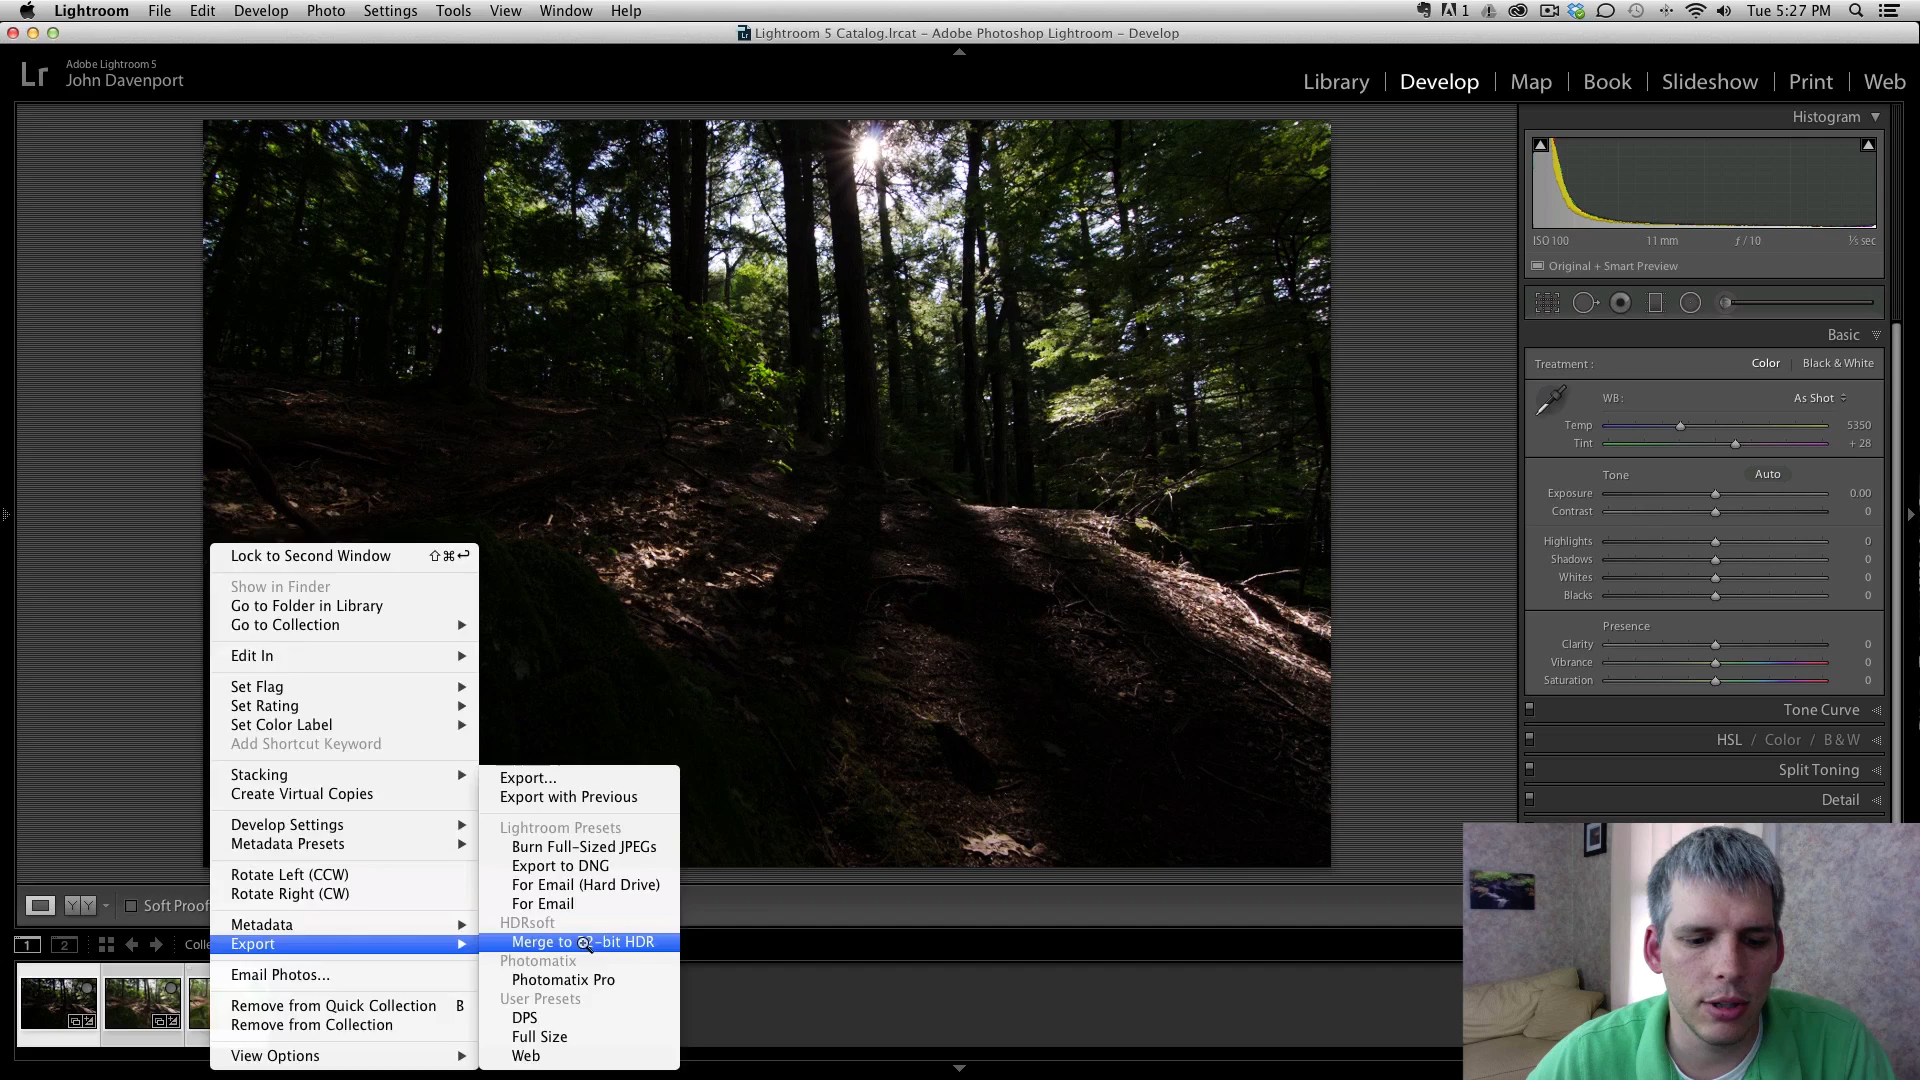 Lightroom File Edit Develop Photo Settings Tools View Window Help
1 Tue 5:27 PM
Lightroom 5 Catalog.lrcat – Adobe Photoshop Lightroom – Develop
Lr
Adobe Lightroom 5
John Davenport
Library | Develop | Map | Book | Slideshow | Print | Web
Histogram
ISO 100 11 mm ƒ / 10 ⅕ sec
Original + Smart Preview
Basic
Treatment : Color | Black & White
WB : As Shot
Temp 5350
Tint + 28
Tone Auto
Exposure 0.00
Contrast 0
Highlights 0
Shadows 0
Whites 0
Blacks 0
Presence
Clarity 0
Vibrance 0
Saturation 0
Tone Curve
HSL / Color / B & W
Split Toning
Detail
Lock to Second Window ⇧⌘↩
Show in Finder
Go to Folder in Library
Go to Collection
Edit In
Set Flag
Set Rating
Set Color Label
Add Shortcut Keyword
Stacking
Create Virtual Copies
Develop Settings
Metadata Presets
Rotate Left (CCW)
Rotate Right (CW)
Metadata
Export
Email Photos...
Remove from Quick Collection B
Remove from Collection
View Options
Export...
Export with Previous
Lightroom Presets
Burn Full-Sized JPEGs
Export to DNG
For Email (Hard Drive)
For Email
HDRsoft
Merge to -bit HDR
Photomatix
Photomatix Pro
User Presets
DPS
Full Size
Web
YY Soft Proof
1 2 Colle